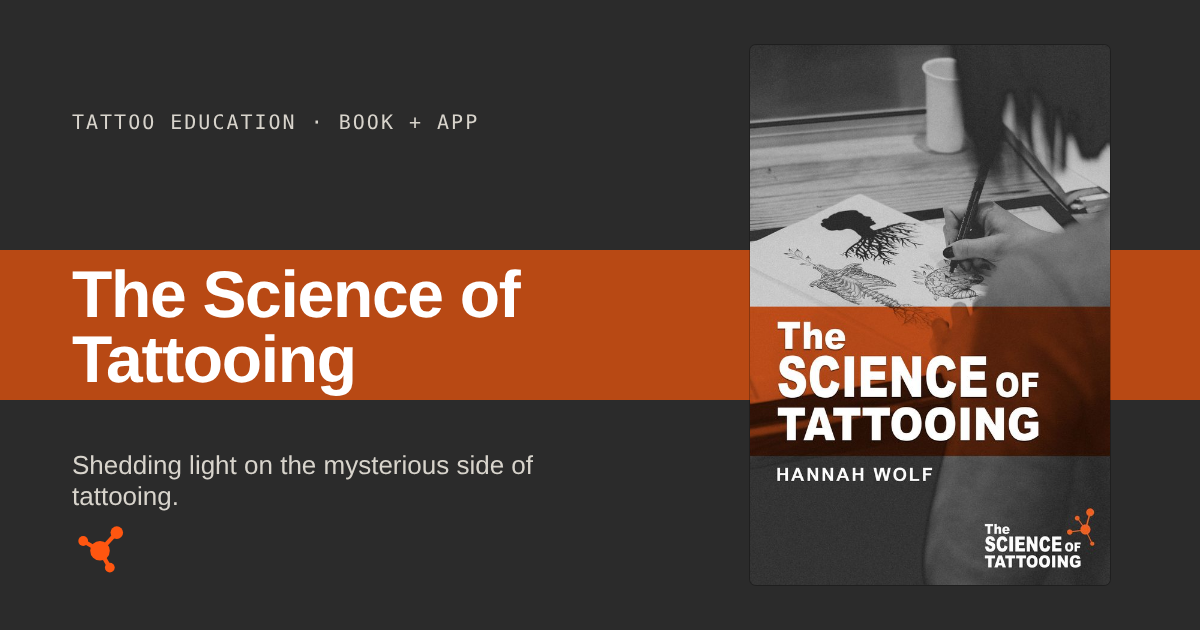 TATTOO EDUCATION · BOOK + APP
The Science of
Tattooing
Shedding light on the mysterious side of
tattooing.
The
SCIENCE OF
TATTOOING
HANNAH WOLF
The
SCIENCE OF
TATTOOING